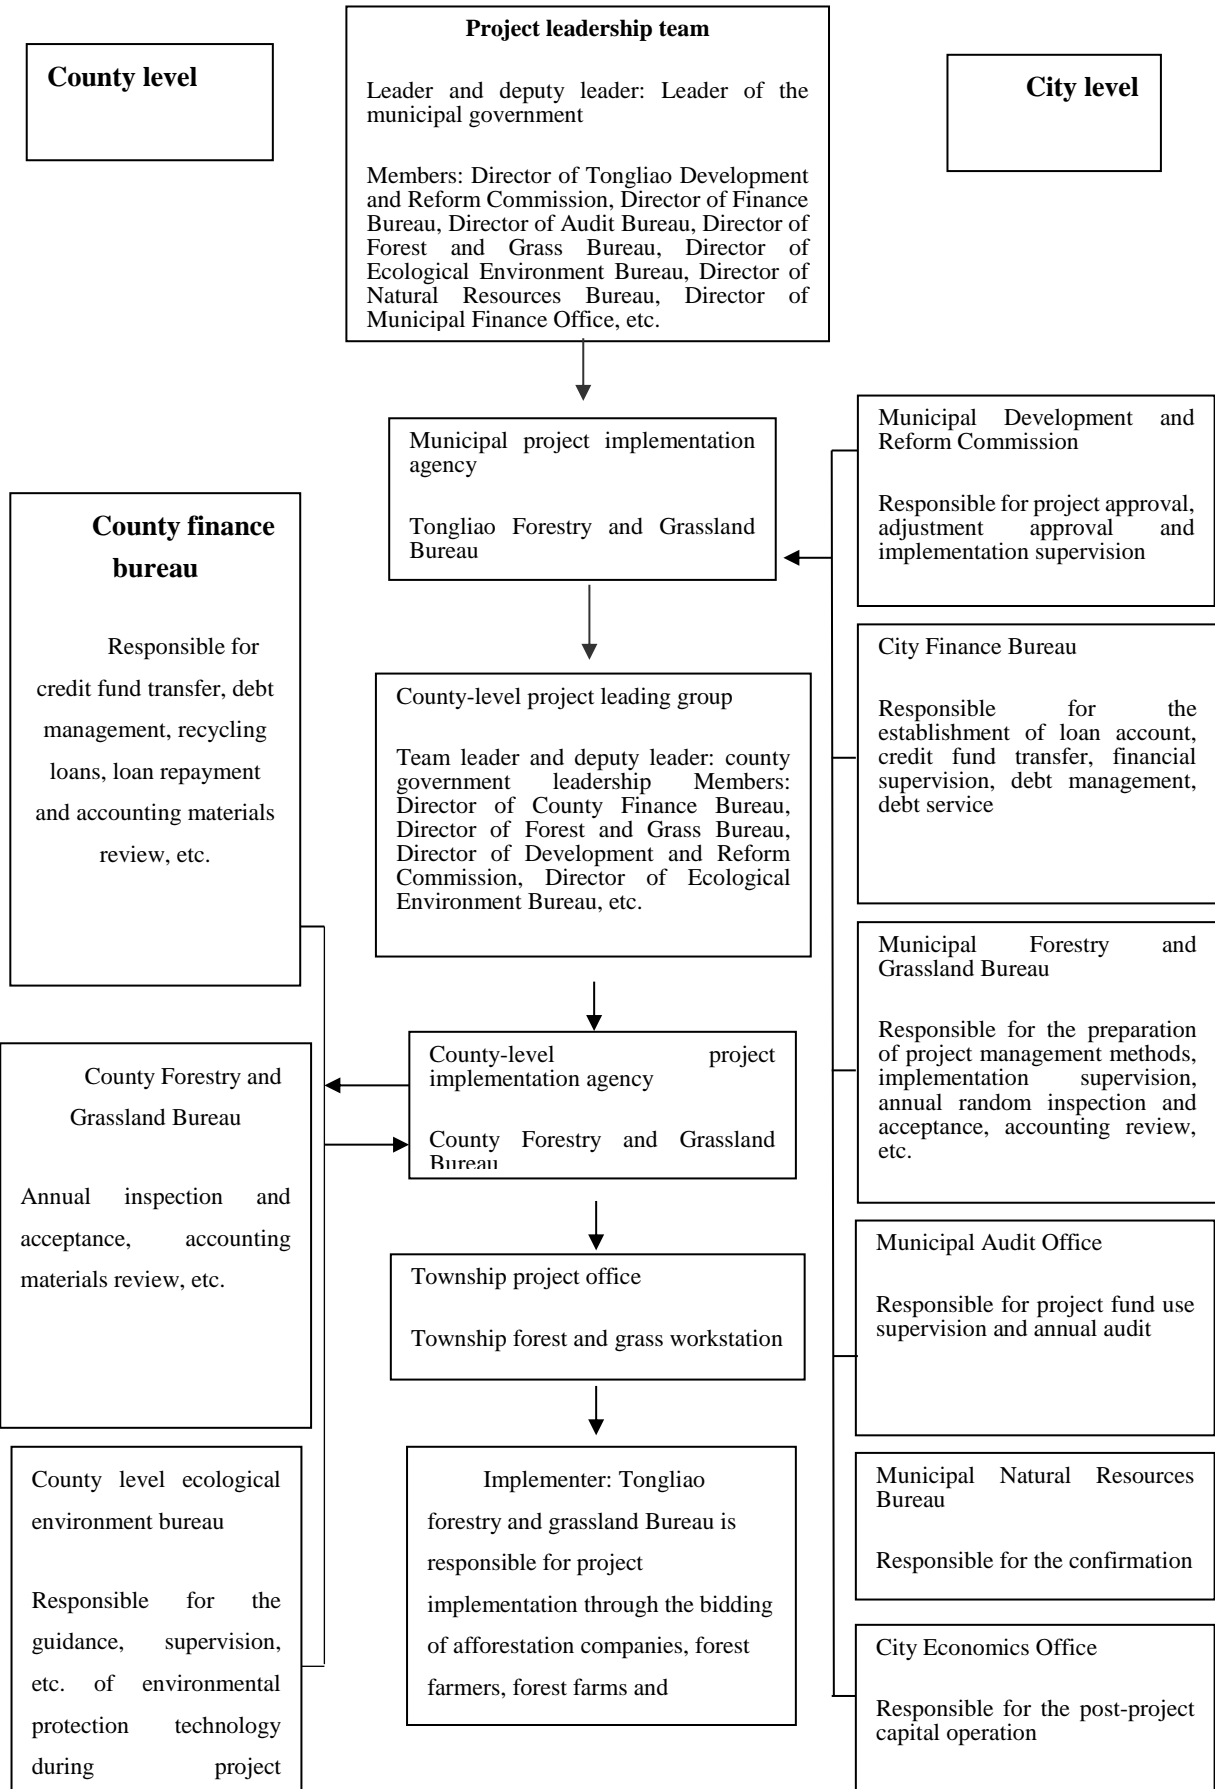 Project leadership team
Leader and deputy leader: Leader of the
municipal government
Members: Director of Tongliao Development
and Reform Commission, Director of Finance
Bureau, Director of Audit Bureau, Director of
Forest and Grass Bureau, Director of
Ecological Environment Bureau, Director of
Natural Resources Bureau, Director of
Municipal Finance Office, etc.
County level
City level
Municipal project implementation
agency
Tongliao Forestry and Grassland
Bureau
County-level project leading group
Team leader and deputy leader: county
government leadership Members:
Director of County Finance Bureau,
Director of Forest and Grass Bureau,
Director of Development and Reform
Commission, Director of Ecological
Environment Bureau, etc.
County-level project
implementation agency
County Forestry and Grassland
Bureau
Township project office
Township forest and grass workstation
Implementer: Tongliao
forestry and grassland Bureau is
responsible for project
implementation through the bidding
of afforestation companies, forest
farmers, forest farms and
County finance
bureau
Responsible for
credit fund transfer, debt
management, recycling
loans, loan repayment
and accounting materials
review, etc.
County Forestry and
Grassland Bureau
Annual inspection and
acceptance, accounting
materials review, etc.
County level ecological
environment bureau
Responsible for the
guidance, supervision,
etc. of environmental
protection technology
during project
Municipal Development and
Reform Commission
Responsible for project approval,
adjustment approval and
implementation supervision
City Finance Bureau
Responsible for the
establishment of loan account,
credit fund transfer, financial
supervision, debt management,
debt service
Municipal Forestry and
Grassland Bureau
Responsible for the preparation
of project management methods,
implementation supervision,
annual random inspection and
acceptance, accounting review,
etc.
Municipal Audit Office
Responsible for project fund use
supervision and annual audit
Municipal Natural Resources
Bureau
Responsible for the confirmation
City Economics Office
Responsible for the post-project
capital operation